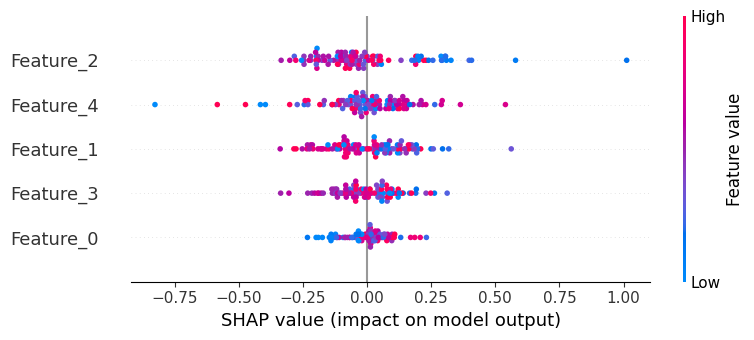 High
Feature_2
Feature_4
Feature_1
Feature_3
Feature_0
Feature value
Low
−0.75 −0.50 −0.25 0.00 0.25 0.50 0.75 1.00
SHAP value (impact on model output)